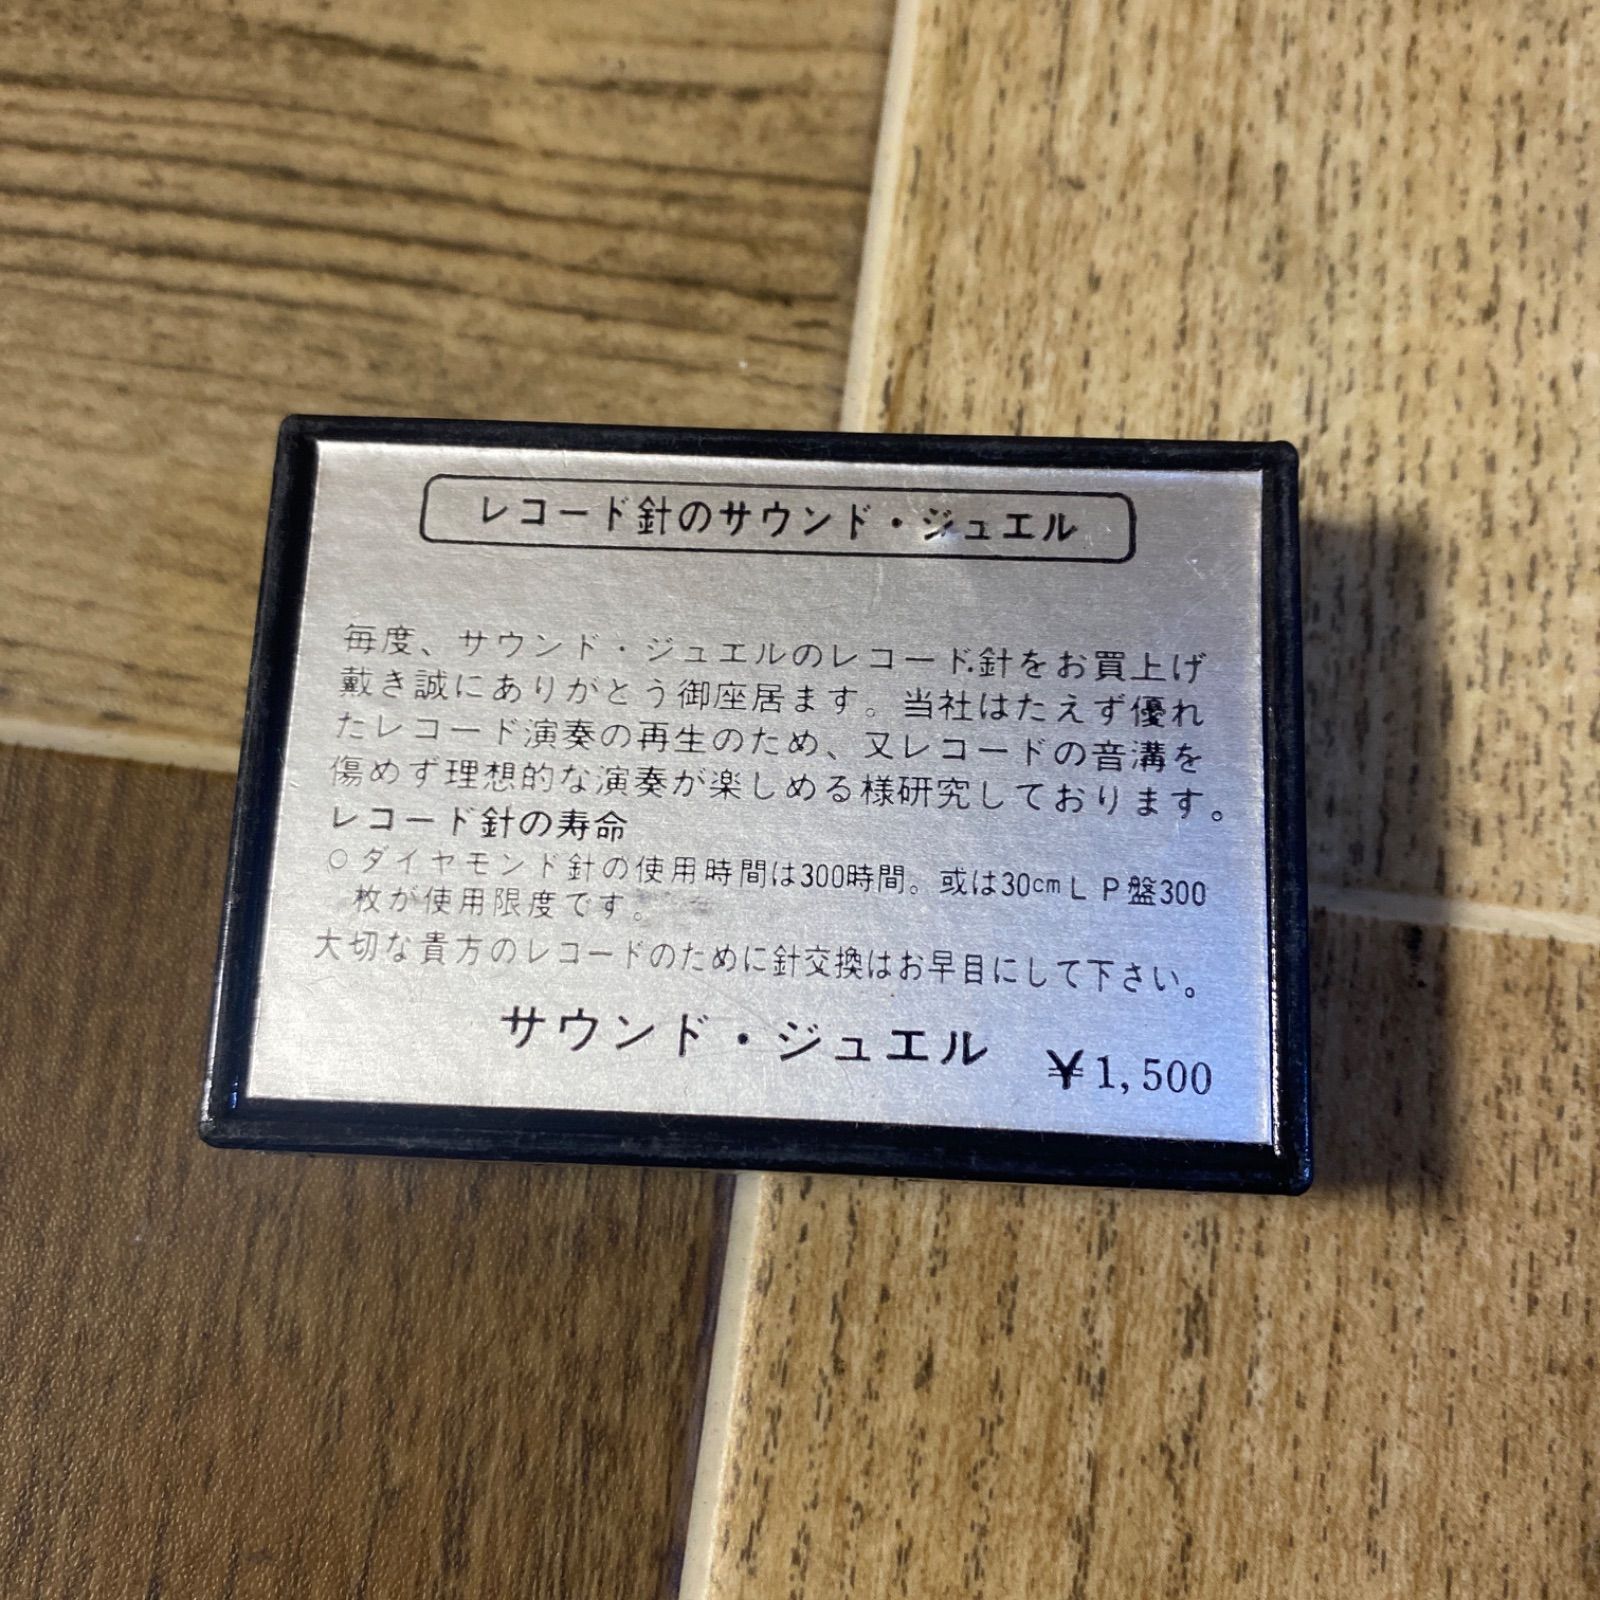 レコード針のサウンド・ジュエル
毎度、サウンド・ジュエルのレコード針をお買上げ
戴き誠にありがとう御座居ます。当社はたえず優れ
たレコード演奏の再生のため、又レコードの音溝を
傷めず理想的な演奏が楽しめる様研究しております。
レコード針の寿命
○ダイヤモンド針の使用時間は300時間。或は30cmLP盤300
枚が使用限度です。
大切な貴方のレコードのために針交換はお早目にして下さい。
サウンド・ジュエル
¥1,500